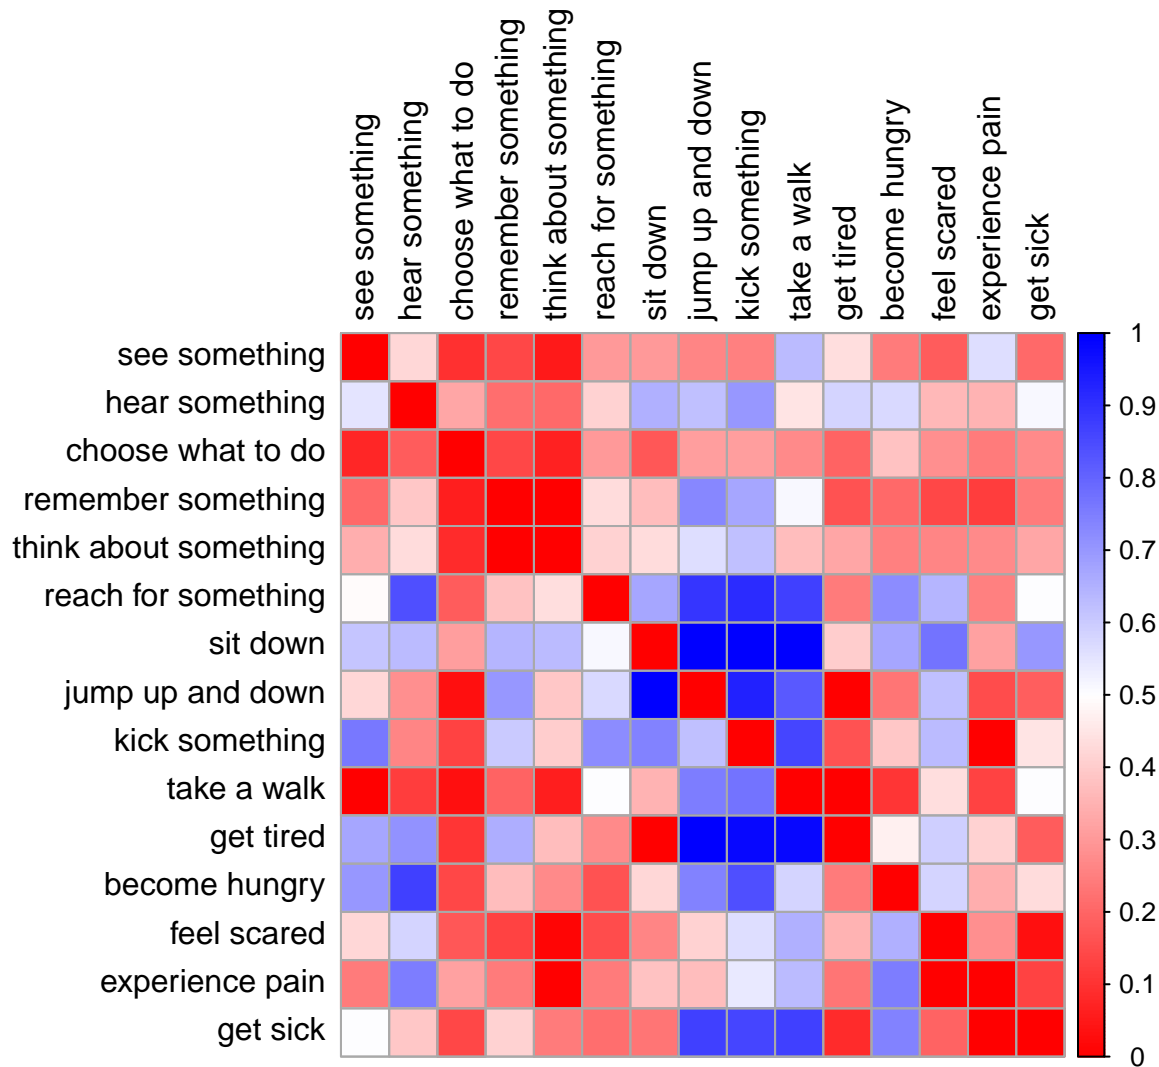 see something
hear something
choose what to do
remember something
think about something
reach for something
sit down
jump up and down
kick something
take a walk
get tired
become hungry
feel scared
experience pain
get sick
see something
hear something
choose what to do
remember something
think about something
reach for something
sit down
jump up and down
kick something
take a walk
get tired
become hungry
feel scared
experience pain
get sick
1
0.9
0.8
0.7
0.6
0.5
0.4
0.3
0.2
0.1
0